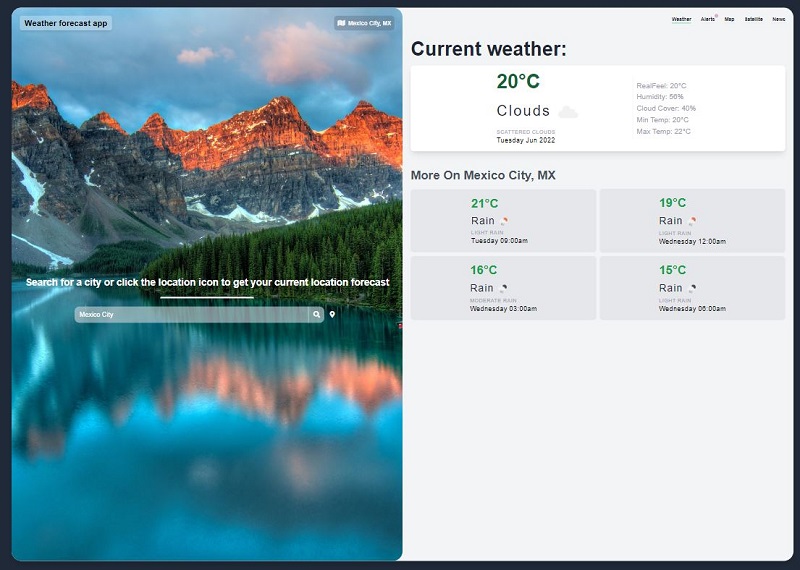 Weather forecast app
Mexico City, MX
Search for a city or click the location icon to get your current location forecast
Mexico City
Weather Alerts Map Satellite News
Current weather:
20°C
Clouds
SCATTERED CLOUDS
Tuesday Jun 2022
RealFeel: 20°C
Humidity: 56%
Cloud Cover: 40%
Min Temp: 20°C
Max Temp: 22°C
More On Mexico City, MX
21°C
Rain
LIGHT RAIN
Tuesday 09:00am
19°C
Rain
LIGHT RAIN
Wednesday 12:00am
16°C
Rain
MODERATE RAIN
Wednesday 03:00am
15°C
Rain
LIGHT RAIN
Wednesday 06:00am